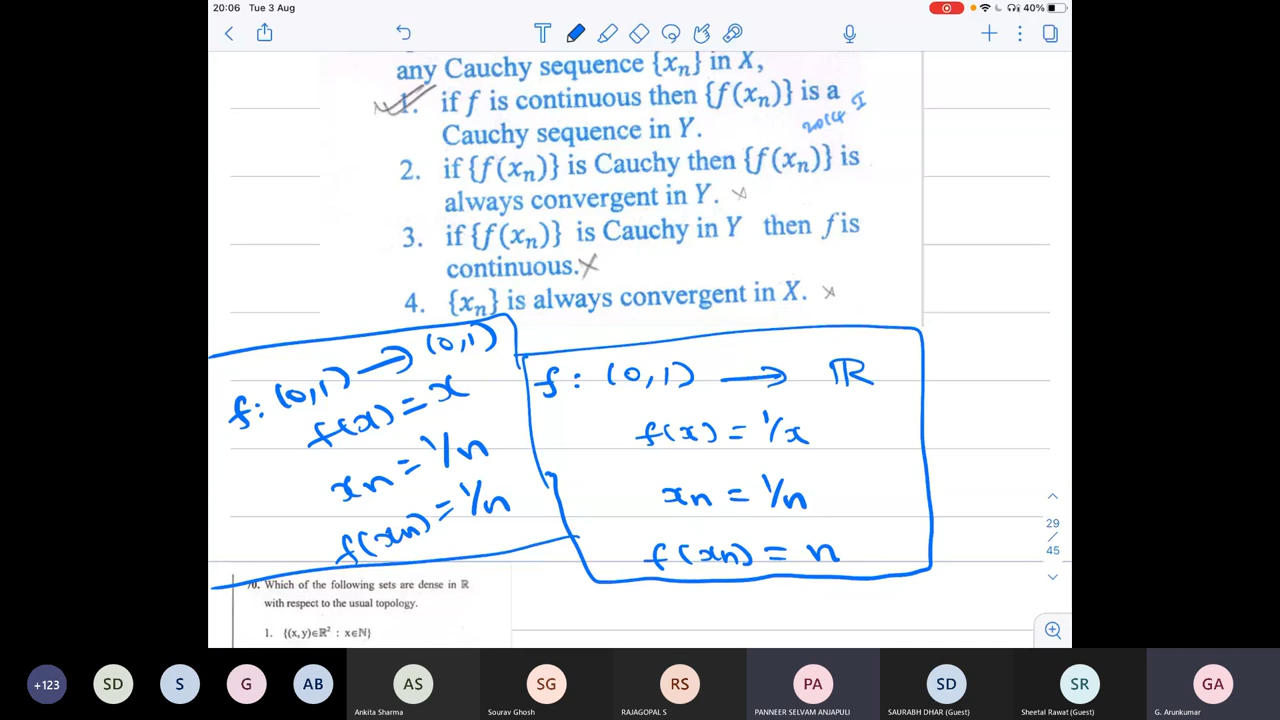 20:06 Tue 3 Aug
40%
any Cauchy sequence {xₙ} in X,
1. if f is continuous then {f(xₙ)} is a
Cauchy sequence in Y.
2014 I
2. if {f(xₙ)} is Cauchy then {f(xₙ)} is
always convergent in Y. ×
3. if {f(xₙ)} is Cauchy in Y then f is
continuous. ×
4. {xₙ} is always convergent in X. ×
f: (0,1) → (0,1)
f(x) = x
xn = 1/n
f(xn) = 1/n
f : (0,1) → ℝ
f(x) = 1/x
xn = 1/n
f(xn) = n
29
/
45
70. Which of the following sets are dense in ℝ
with respect to the usual topology.
1. {(x,y)∈ℝ² : x∈ℕ}
+123
SD
S
G
AB
AS
Ankita Sharma
SG
Sourav Ghosh
RS
RAJAGOPAL S
PA
PANNEER SELVAM ANJAPULI
SD
SAURABH DHAR (Guest)
SR
Sheetal Rawat (Guest)
GA
G. Arunkumar